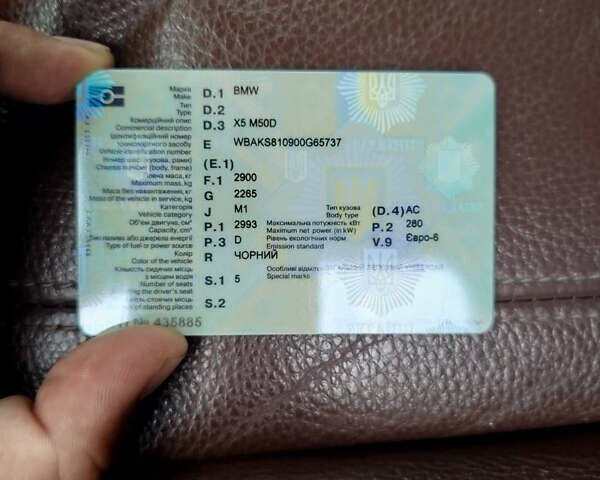 Марка D.1 BMW
Make
Тип D.2
Type
Комерційний опис D.3 X5 M50D
Commercial description
Ідентифікаційний номер
транспортного засобу E WBAKS810900G65737
Vehicle identification number
Номер шасі (кузова, рами) (E.1)
Chassis number (body, frame)
маса, кг F.1 2900
Maximum mass, kg
Маса без навантаження, кг G 2265
Mass of the vehicle in service, kg
Категорія J M1 Тип кузова (D.4) AC
Vehicle category Body type
Об'єм двигуна, см³ P.1 2993 Максимальна потужність кВт P.2 280
Capacity, cm³ Maximum net power (in kW)
Тип палива або джерела енергії P.3 D Рівень екологічних норм V.9 Євро-6
Type of fuel or power source Emission standard
Колір R ЧОРНИЙ
Color of the vehicle
Кількість сидячих місць Особливі відмітки ЗАГАЛЬНИЙ ЛЕГКОВИЙ УНІВЕРСАЛ
з місцем водія S.1 5 Special marks
Number of seats
the driver's seat
стоячих місць S.2
of standing places
№ 435885